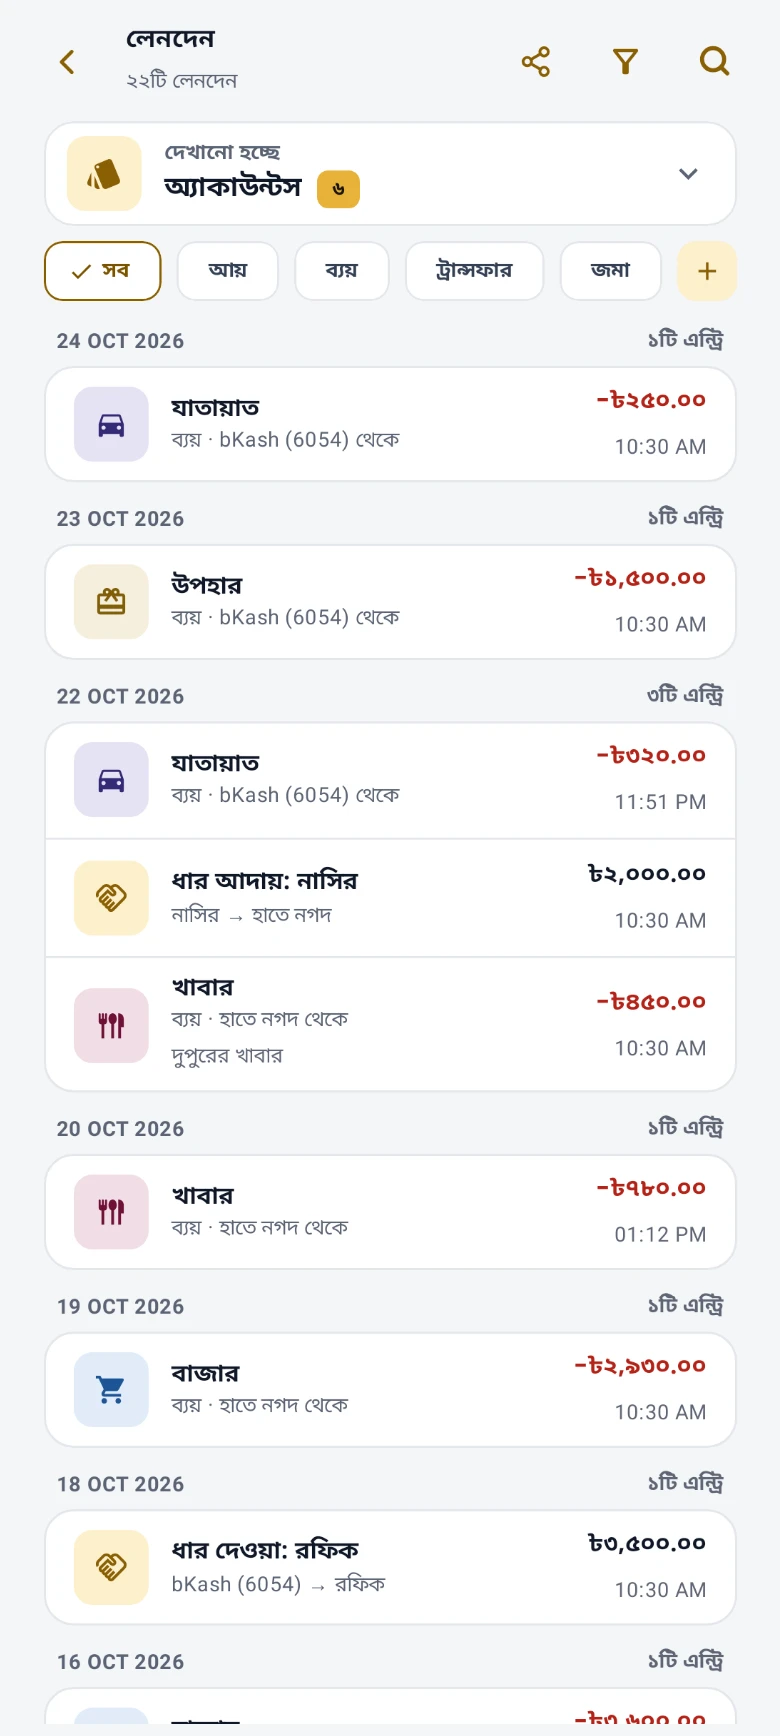 লেনদেন
২২টি লেনদেন
দেখানো হচ্ছে
অ্যাকাউন্টস ৬
সব আয় ব্যয় ট্রান্সফার জমা
24 OCT 2026 ১টি এন্ট্রি
যাতায়াত -৳২৫০.০০
ব্যয় · bKash (6054) থেকে 10:30 AM
23 OCT 2026 ১টি এন্ট্রি
উপহার -৳১,৫০০.০০
ব্যয় · bKash (6054) থেকে 10:30 AM
22 OCT 2026 ৩টি এন্ট্রি
যাতায়াত -৳৩২০.০০
ব্যয় · bKash (6054) থেকে 11:51 PM
ধার আদায়: নাসির ৳২,০০০.০০
নাসির → হাতে নগদ 10:30 AM
খাবার -৳৪৫০.০০
ব্যয় · হাতে নগদ থেকে 10:30 AM
দুপুরের খাবার
20 OCT 2026 ১টি এন্ট্রি
খাবার -৳৭৮০.০০
ব্যয় · হাতে নগদ থেকে 01:12 PM
19 OCT 2026 ১টি এন্ট্রি
বাজার -৳২,৯৩০.০০
ব্যয় · হাতে নগদ থেকে 10:30 AM
18 OCT 2026 ১টি এন্ট্রি
ধার দেওয়া: রফিক ৳৩,৫০০.০০
bKash (6054) → রফিক 10:30 AM
16 OCT 2026 ১টি এন্ট্রি